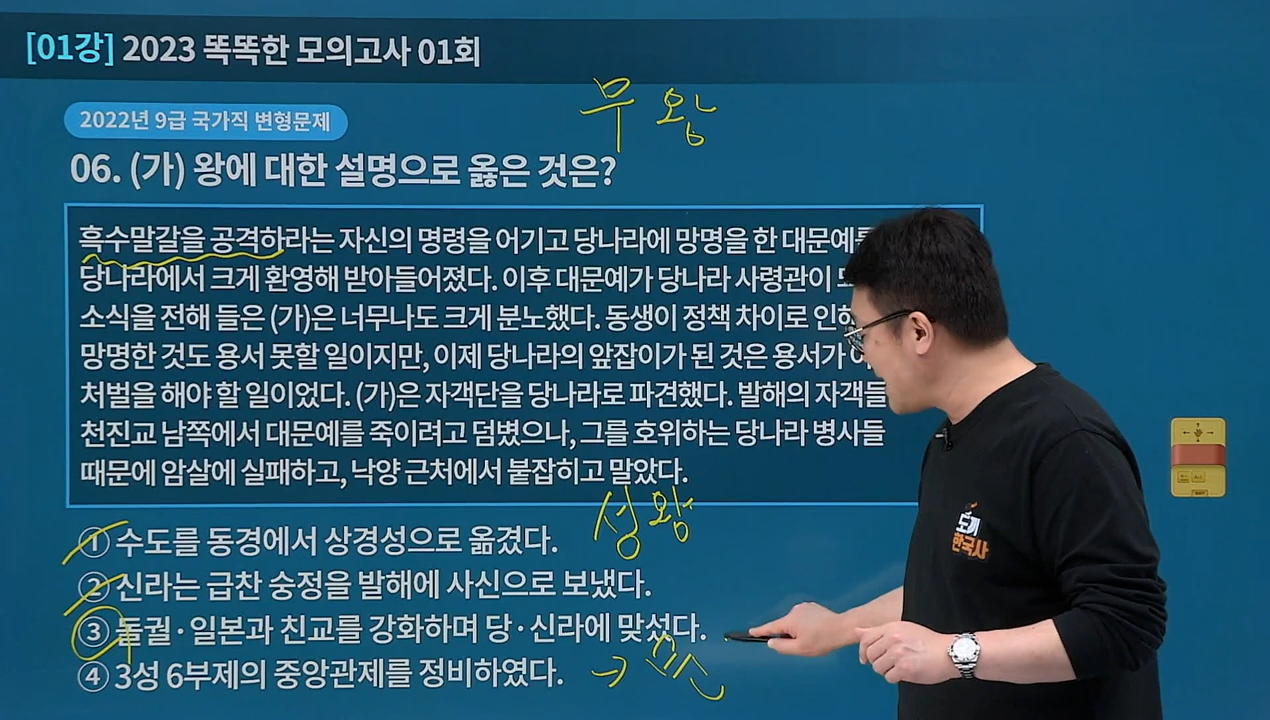 [01강] 2023 똑똑한 모의고사 01회
무왕
2022년 9급 국가직 변형문제
06. (가) 왕에 대한 설명으로 옳은 것은?
흑수말갈을 공격하라는 자신의 명령을 어기고 당나라에 망명을 한 대문예를
당나라에서 크게 환영해 받아들어졌다. 이후 대문예가 당나라 사령관이
소식을 전해 들은 (가)은 너무나도 크게 분노했다. 동생이 정책 차이로
망명한 것도 용서 못할 일이지만, 이제 당나라의 앞잡이가 된 것은 용서가
처벌을 해야 할 일이었다. (가)은 자객단을 당나라로 파견했다. 발해의 자객들
천진교 남쪽에서 대문예를 죽이려고 덤볐으나, 그를 호위하는 당나라 병사들
때문에 암살에 실패하고, 낙양 근처에서 붙잡히고 말았다.
성왕
① 수도를 동경에서 상경성으로 옮겼다.
② 신라는 급찬 숭정을 발해에 사신으로 보냈다.
③ 돌궐·일본과 친교를 강화하며 당·신라에 맞섰다.
④ 3성 6부제의 중앙관제를 정비하였다.
도끼
한국사